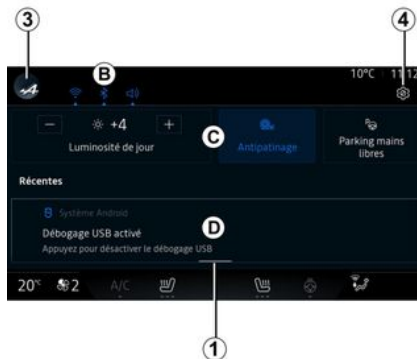 3
4
B
10°C 11:12
+4
Luminosité de jour
C
Antipatinage
Parking mains
libres
Récentes
Système Android
Débogage USB activé
Appuyez pour désactiver le débogage USB
D
20° 2 A/C
1